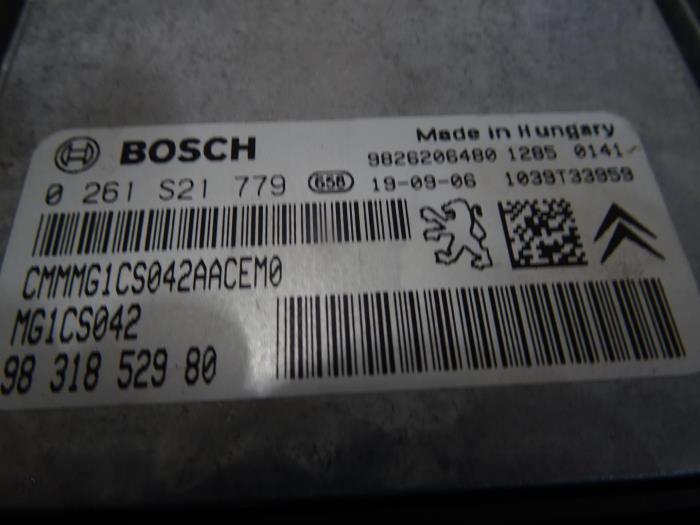 BOSCH Made in Hungary
9826206480 1285 0141
0 261 S21 779 658 19-09-06 1039T33959
CMMMG1CS042AACEM0
MG1CS042
98 318 529 80